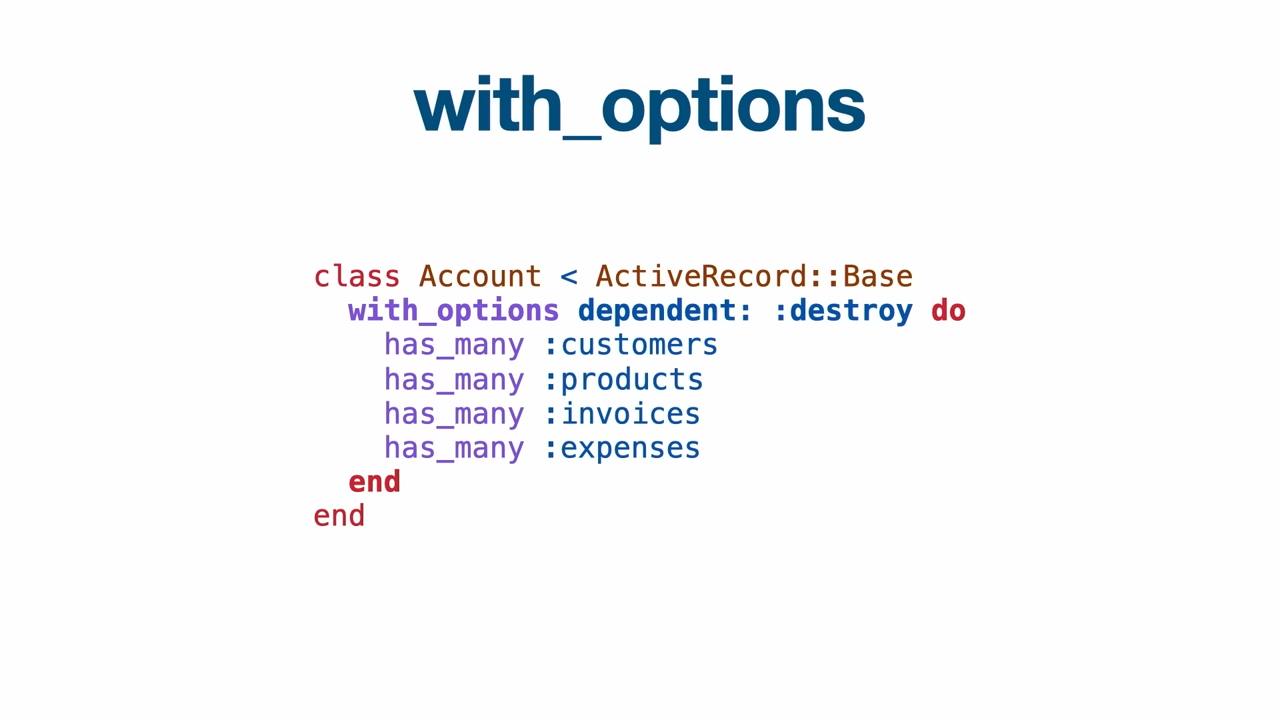 with_options
class Account < ActiveRecord::Base
  with_options dependent: :destroy do
    has_many :customers
    has_many :products
    has_many :invoices
    has_many :expenses
  end
end